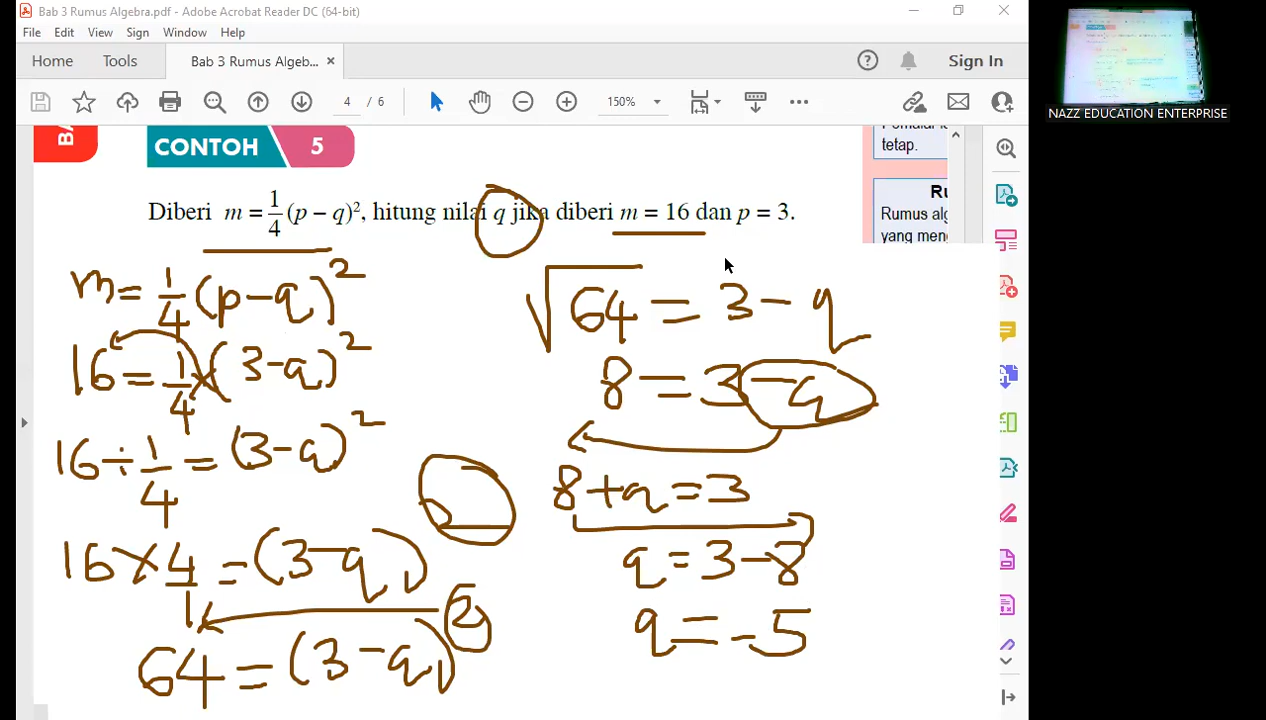 Bab 3 Rumus Algebra.pdf - Adobe Acrobat Reader DC (64-bit)
File Edit View Sign Window Help
Home Tools Bab 3 Rumus Algeb... × Sign In
4 / 6 150%
CONTOH 5
tetap.
Diberi m = 1/4 (p − q)², hitung nilai q jika diberi m = 16 dan p = 3.
Ru
Rumus alg
yang men
m = 1/4 (p − q)²
16 = 1/4 × (3 − q)²
16 ÷ 1/4 = (3 − q)²
16 × 4/1 = (3 − q)
2
64 = (3 − q)
√64 = 3 − q
8 = 3 − q
8 + q = 3
q = 3 − 8
q = −5
NAZZ EDUCATION ENTERPRISE